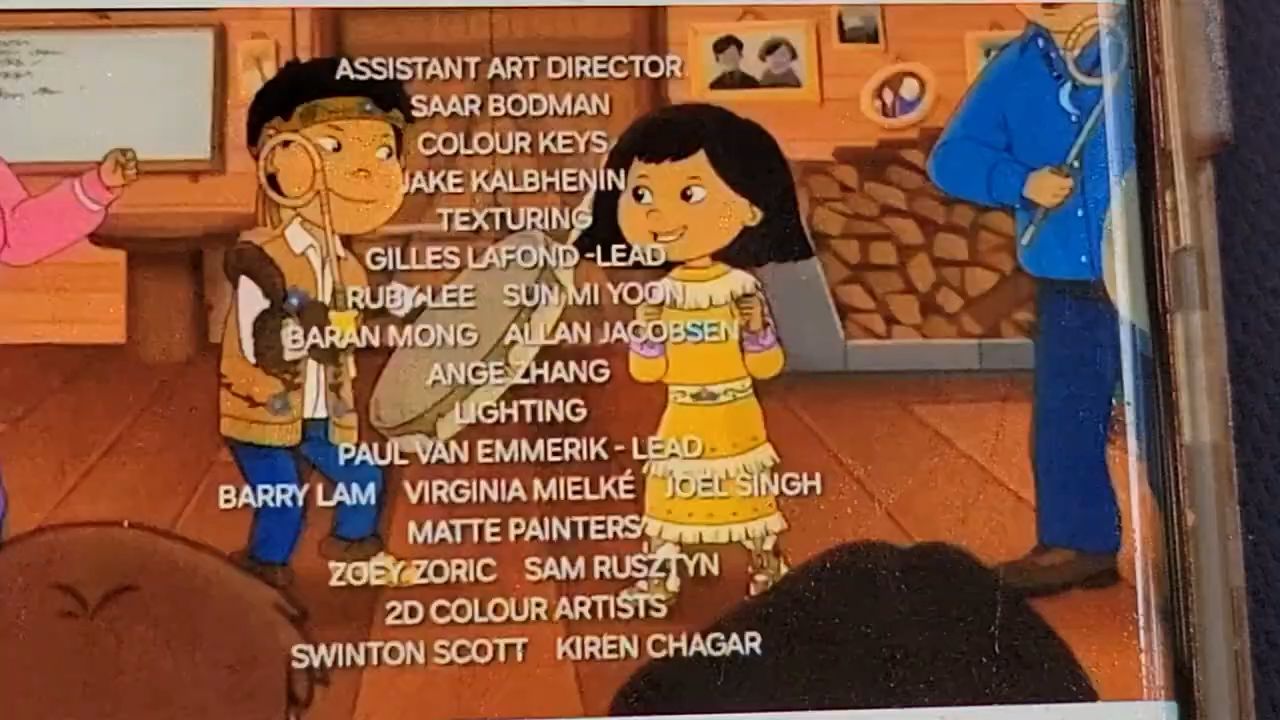 ASSISTANT ART DIRECTOR
SAAR BODMAN
COLOUR KEYS
JAKE KALBHENIN
TEXTURING
GILLES LAFOND -LEAD
RUBY LEE SUN MI YOON
BARAN MONG ALLAN JACOBSEN
ANGE ZHANG
LIGHTING
PAUL VAN EMMERIK - LEAD
BARRY LAM VIRGINIA MIELKÉ JOEL SINGH
MATTE PAINTERS
ZOEY ZORIC SAM RUSZTYN
2D COLOUR ARTISTS
SWINTON SCOTT KIREN CHAGAR